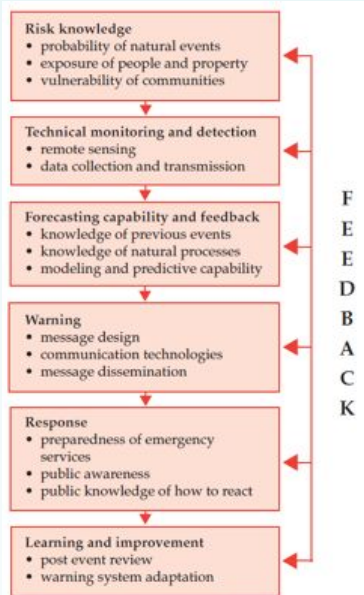 Risk knowledge
• probability of natural events
• exposure of people and property
• vulnerability of communities
Technical monitoring and detection
• remote sensing
• data collection and transmission
Forecasting capability and feedback
• knowledge of previous events
• knowledge of natural processes
• modeling and predictive capability
Warning
• message design
• communication technologies
• message dissemination
Response
• preparedness of emergency
services
• public awareness
• public knowledge of how to react
Learning and improvement
• post event review
• warning system adaptation
F
E
E
D
B
A
C
K